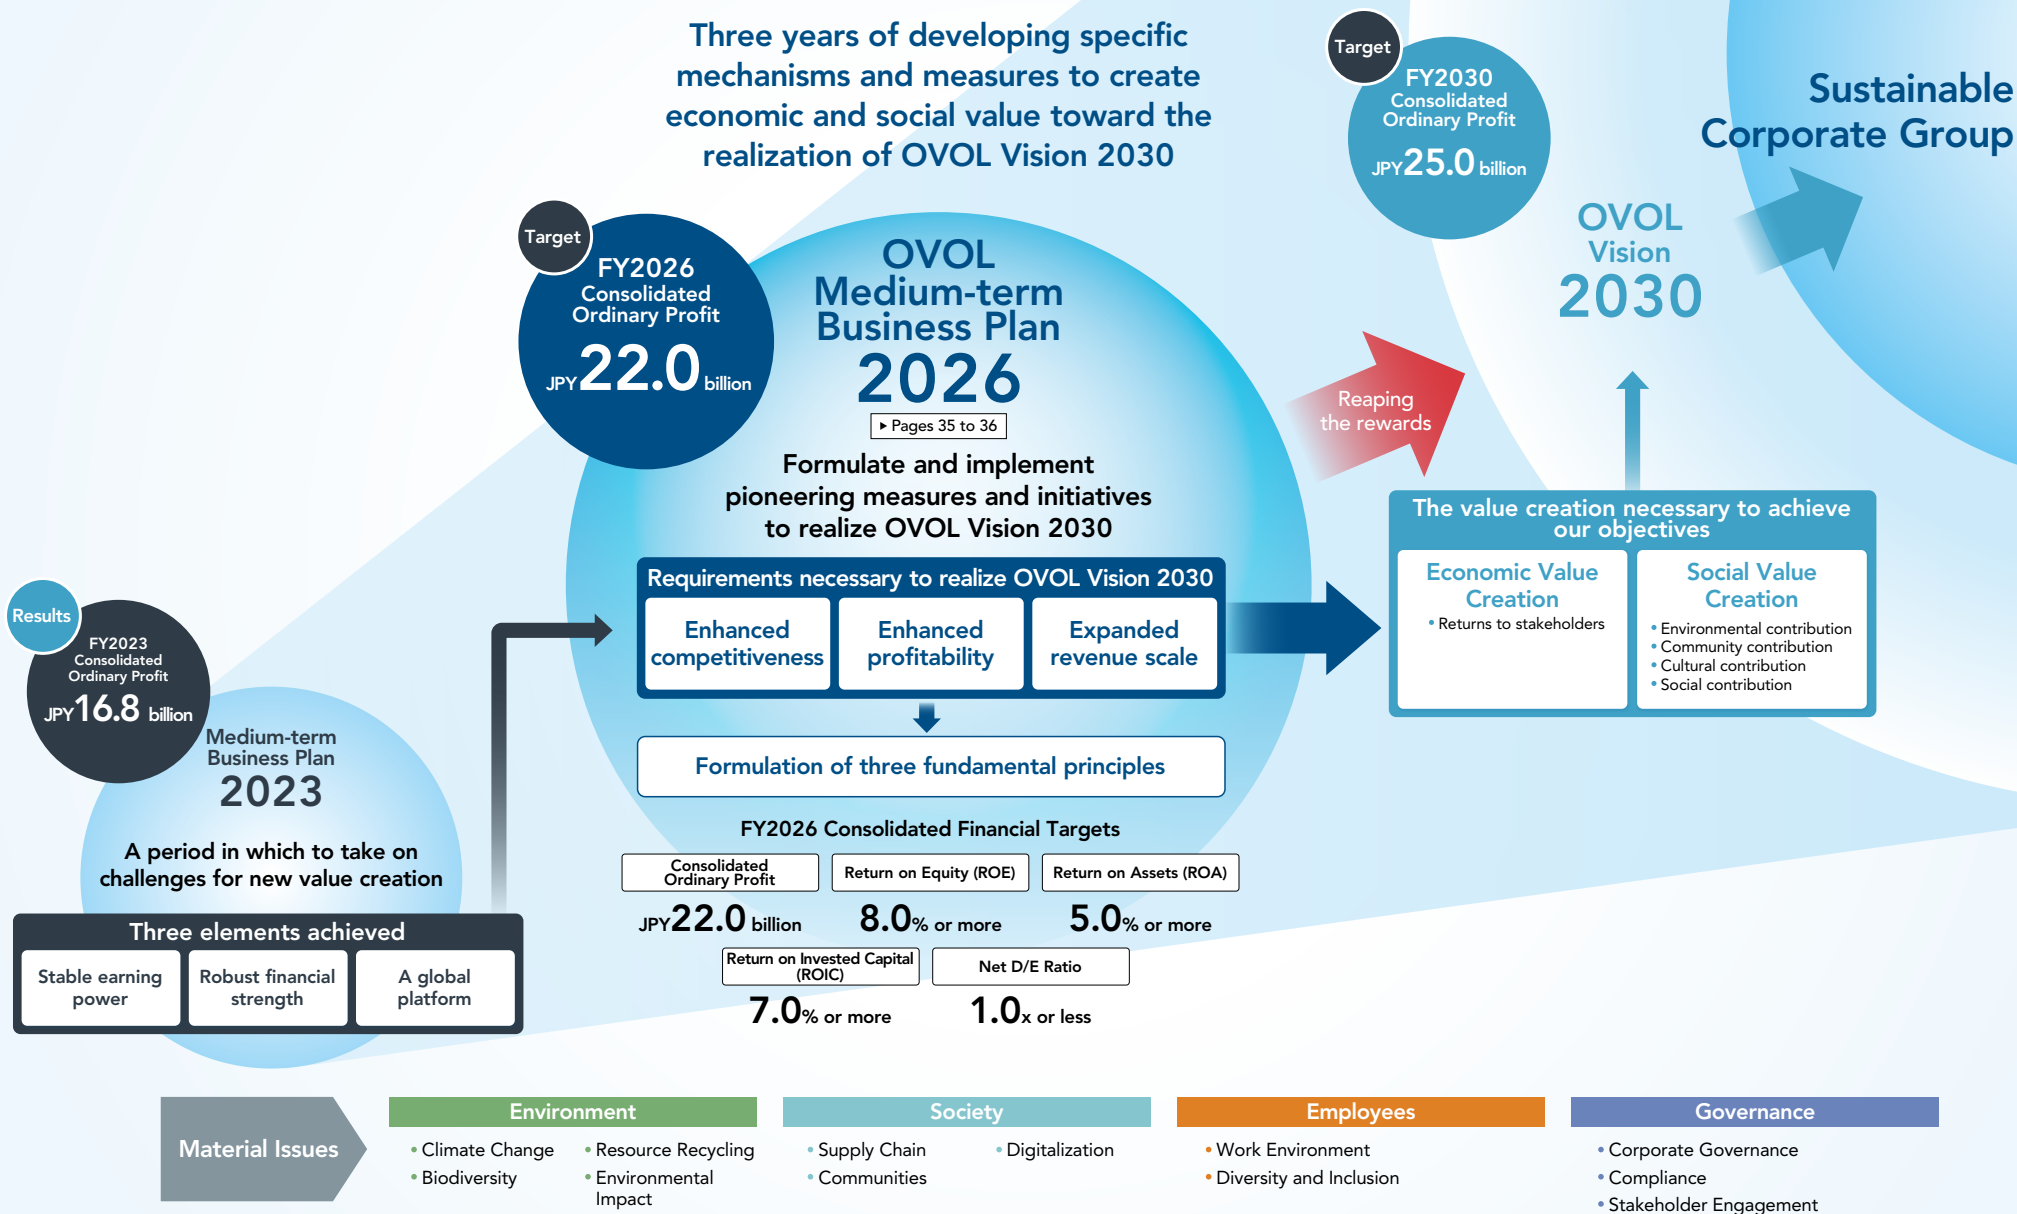 Three years of developing specific
mechanisms and measures to create
economic and social value toward the
realization of OVOL Vision 2030
Target
FY2030
Consolidated
Ordinary Profit
JPY25.0 billion
Sustainable
Corporate Group
OVOL
Vision
2030
Target
FY2026
Consolidated
Ordinary Profit
JPY22.0 billion
OVOL
Medium-term
Business Plan
2026
▶ Pages 35 to 36
Formulate and implement
pioneering measures and initiatives
to realize OVOL Vision 2030
Reaping
the rewards
Requirements necessary to realize OVOL Vision 2030
Enhanced
competitiveness
Enhanced
profitability
Expanded
revenue scale
Formulation of three fundamental principles
FY2026 Consolidated Financial Targets
Consolidated
Ordinary Profit
JPY22.0 billion
Return on Equity (ROE)
8.0% or more
Return on Assets (ROA)
5.0% or more
Return on Invested Capital
(ROIC)
7.0% or more
Net D/E Ratio
1.0x or less
The value creation necessary to achieve
our objectives
Economic Value
Creation
• Returns to stakeholders
Social Value
Creation
• Environmental contribution
• Community contribution
• Cultural contribution
• Social contribution
Results
FY2023
Consolidated
Ordinary Profit
JPY16.8 billion
Medium-term
Business Plan
2023
A period in which to take on
challenges for new value creation
Three elements achieved
Stable earning
power
Robust financial
strength
A global
platform
Material Issues
Environment
• Climate Change
• Biodiversity
• Resource Recycling
• Environmental
Impact
Society
• Supply Chain
• Communities
• Digitalization
Employees
• Work Environment
• Diversity and Inclusion
Governance
• Corporate Governance
• Compliance
• Stakeholder Engagement